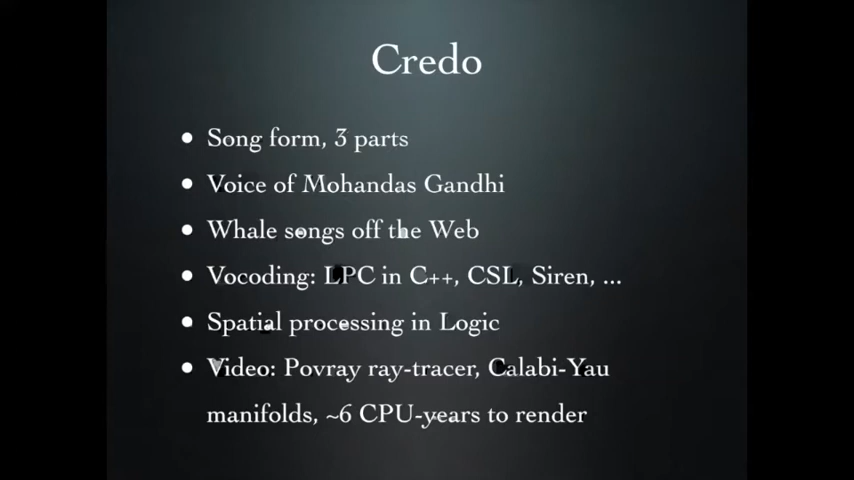 Credo
• Song form, 3 parts
• Voice of Mohandas Gandhi
• Whale songs off the Web
• Vocoding: LPC in C++, CSL, Siren, ...
• Spatial processing in Logic
• Video: Povray ray-tracer, Calabi-Yau
manifolds, ~6 CPU-years to render